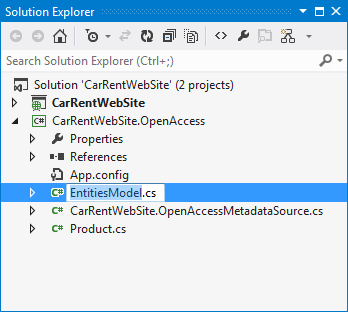 Solution Explorer
Search Solution Explorer (Ctrl+;)
Solution 'CarRentWebSite' (2 projects)
CarRentWebSite
C# CarRentWebSite.OpenAccess
Properties
References
App.config
C# EntitiesModel.cs
C# CarRentWebSite.OpenAccessMetadataSource.cs
C# Product.cs